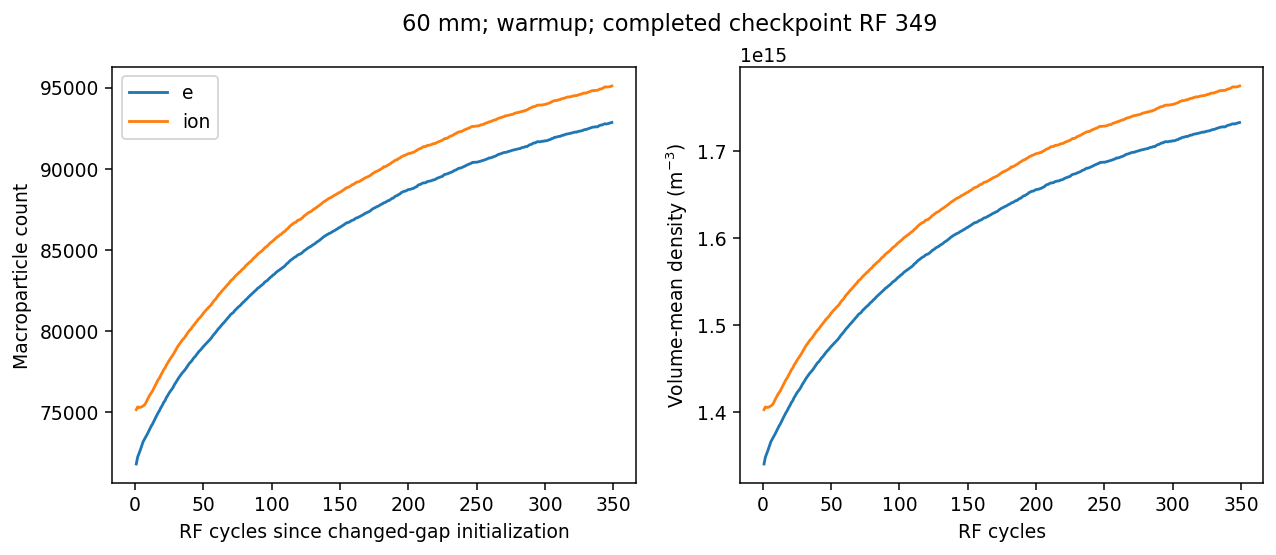 60 mm; warmup; completed checkpoint RF 349
e
ion
95000
90000
85000
80000
75000
Macroparticle count
0 50 100 150 200 250 300 350
RF cycles since changed-gap initialization
1e15
1.7
1.6
1.5
1.4
Volume-mean density (m⁻³)
0 50 100 150 200 250 300 350
RF cycles